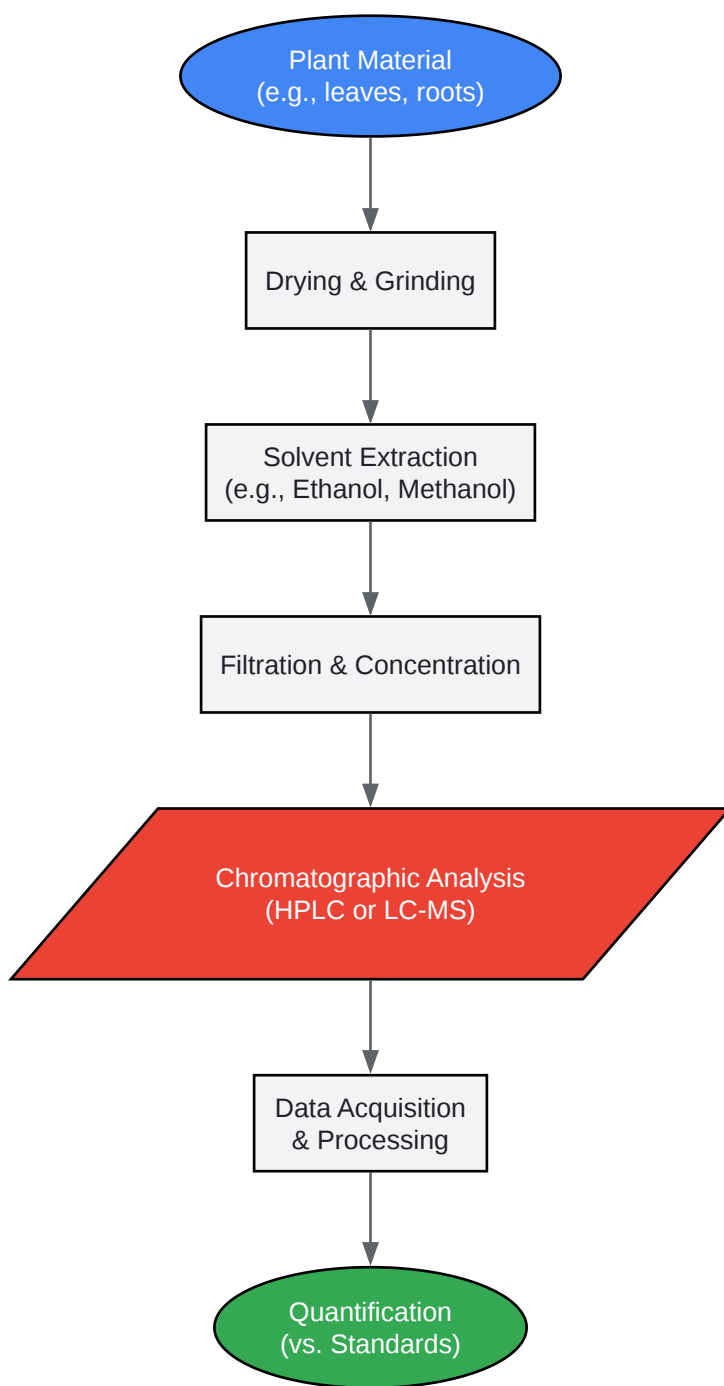 Plant Material
(e.g., leaves, roots)
Drying & Grinding
Solvent Extraction
(e.g., Ethanol, Methanol)
Filtration & Concentration
Chromatographic Analysis
(HPLC or LC-MS)
Data Acquisition
& Processing
Quantification
(vs. Standards)